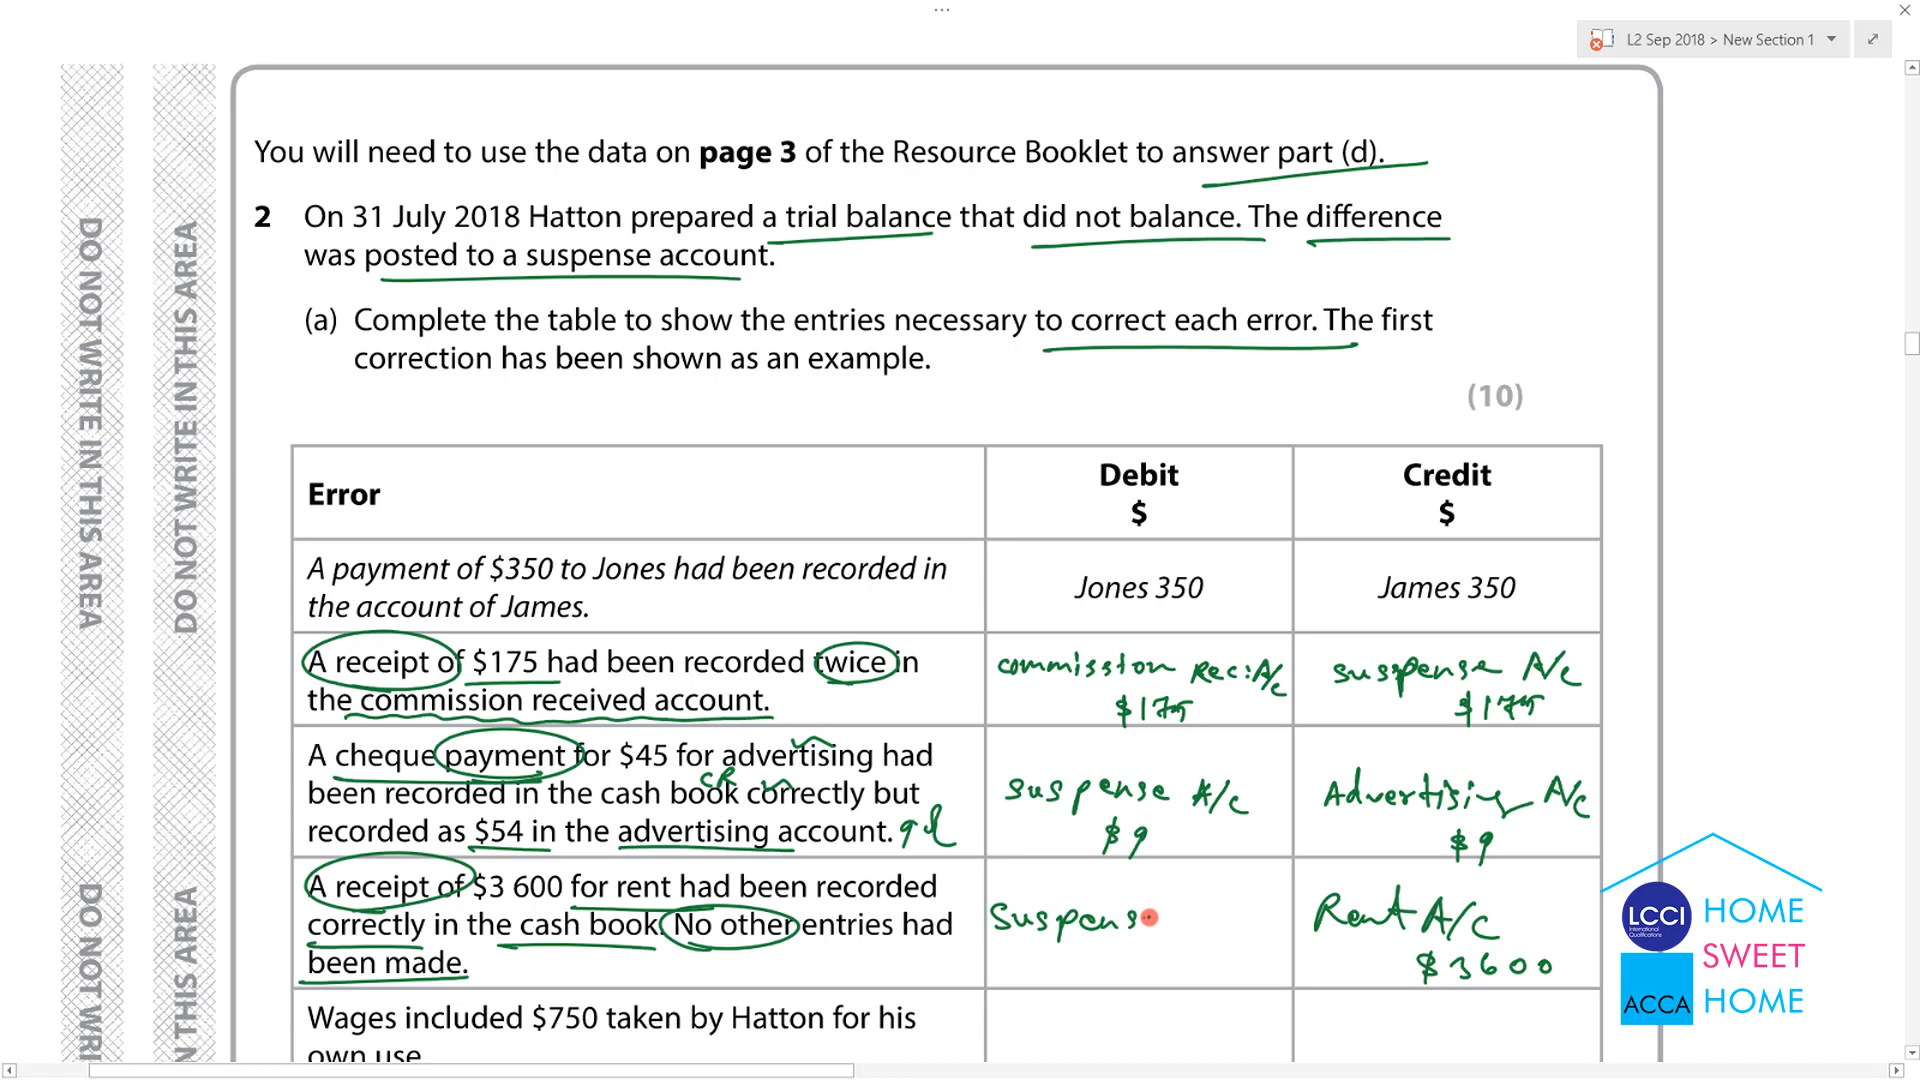 L2 Sep 2018 > New Section 1
DO NOT WRITE IN THIS AREA
DO NOT WRITE IN THIS AREA
DO NOT WRI
N THIS AREA
You will need to use the data on page 3 of the Resource Booklet to answer part (d).
2 On 31 July 2018 Hatton prepared a trial balance that did not balance. The difference
was posted to a suspense account.
(a) Complete the table to show the entries necessary to correct each error. The first
correction has been shown as an example.
(10)
Error
Debit
$
Credit
$
A payment of $350 to Jones had been recorded in
the account of James.
Jones 350
James 350
A receipt of $175 had been recorded twice in
the commission received account.
commission Rec: A/c
$175
suspense A/c
$175
A cheque payment for $45 for advertising had
CR
been recorded in the cash book correctly but
recorded as $54 in the advertising account.
suspense A/c
$9
Advertising A/c
$9
A receipt of $3 600 for rent had been recorded
correctly in the cash book. No other entries had
been made.
Suspens
Rent A/c
$3600
Wages included $750 taken by Hatton for his
own use
LCCI
International
Qualifications
ACCA
HOME
SWEET
HOME